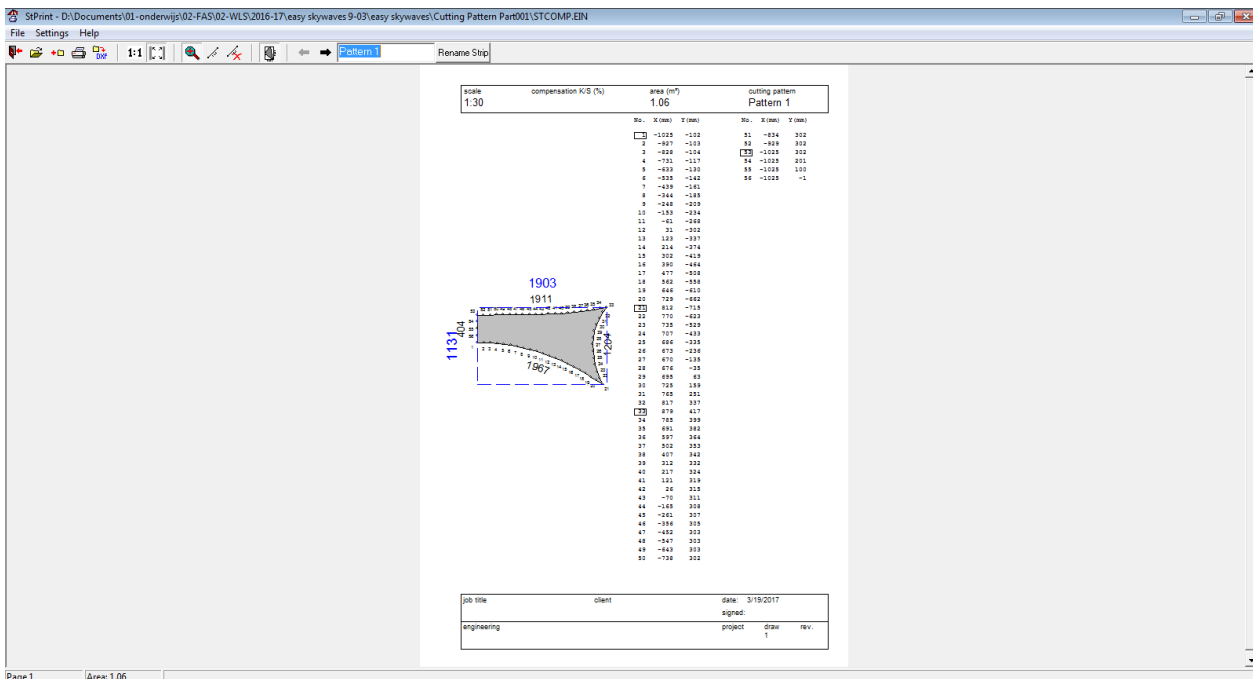 StPrint - D:\Documents\01-onderwijs\02-FAS\02-WLS\2016-17\easy skywaves 9-03\easy skywaves\Cutting Pattern Part001\STCOMP.EIN
File Settings Help
1:1 Pattern 1 Rename Strip
scale compensation K/S (%) area (m²) cutting pattern
1:30 1.06 Pattern 1
No. X(mm) Y(mm) No. X(mm) Y(mm)
1 -1025 -102 51 -834 302
2 -927 -103 52 -929 302
3 -828 -104 53 -1025 302
4 -731 -117 54 -1025 201
5 -633 -130 55 -1025 100
6 -535 -142 56 -1025 -1
7 -439 -161
8 -344 -185
9 -248 -209
10 -153 -234
11 -61 -268
12 31 -302
13 123 -337
14 214 -374
15 302 -419
16 390 -464
17 477 -508
18 562 -558
19 646 -610
20 729 -662
21 812 -715
22 770 -623
23 735 -529
24 707 -433
25 686 -335
26 673 -236
27 670 -135
28 676 -35
29 695 63
30 725 159
31 765 251
32 817 337
33 879 417
34 785 399
35 691 382
36 597 364
37 502 353
38 407 342
39 312 332
40 217 324
41 121 319
42 26 315
43 -70 311
44 -165 308
45 -261 307
46 -356 305
47 -452 303
48 -547 303
49 -643 303
50 -738 302
1903
1911
404
1131
1204
1967
job title client date: 3/19/2017
signed:
engineering project draw rev.
1
Page 1 Area: 1.06